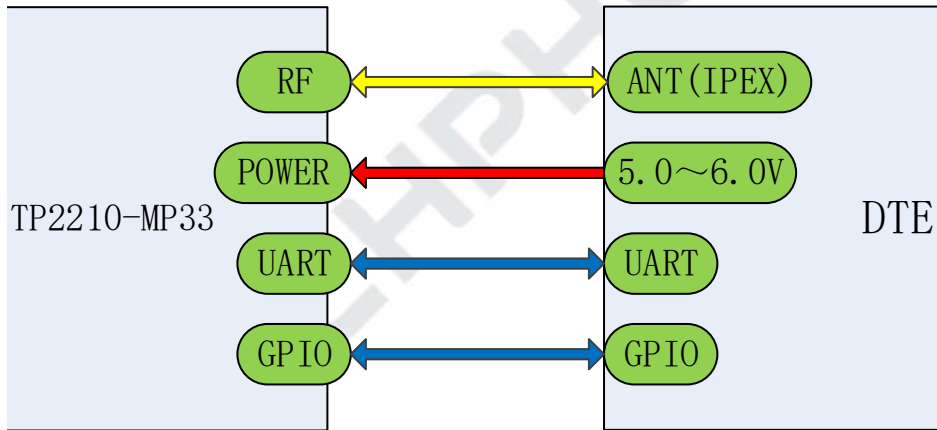 RF ANT(IPEX)
POWER 5.0～6.0V
TP2210-MP33 DTE
UART UART
GPIO GPIO